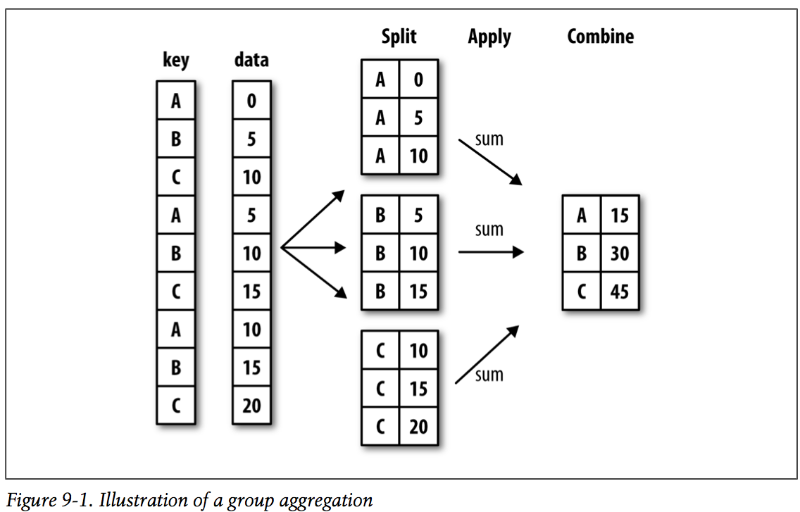 Split Apply Combine
key data
A 0
B 5
C 10
A 5
B 10
C 15
A 10
B 15
C 20
A 0
A 5
A 10
B 5
B 10
B 15
C 10
C 15
C 20
sum
sum
sum
A 15
B 30
C 45
Figure 9-1. Illustration of a group aggregation